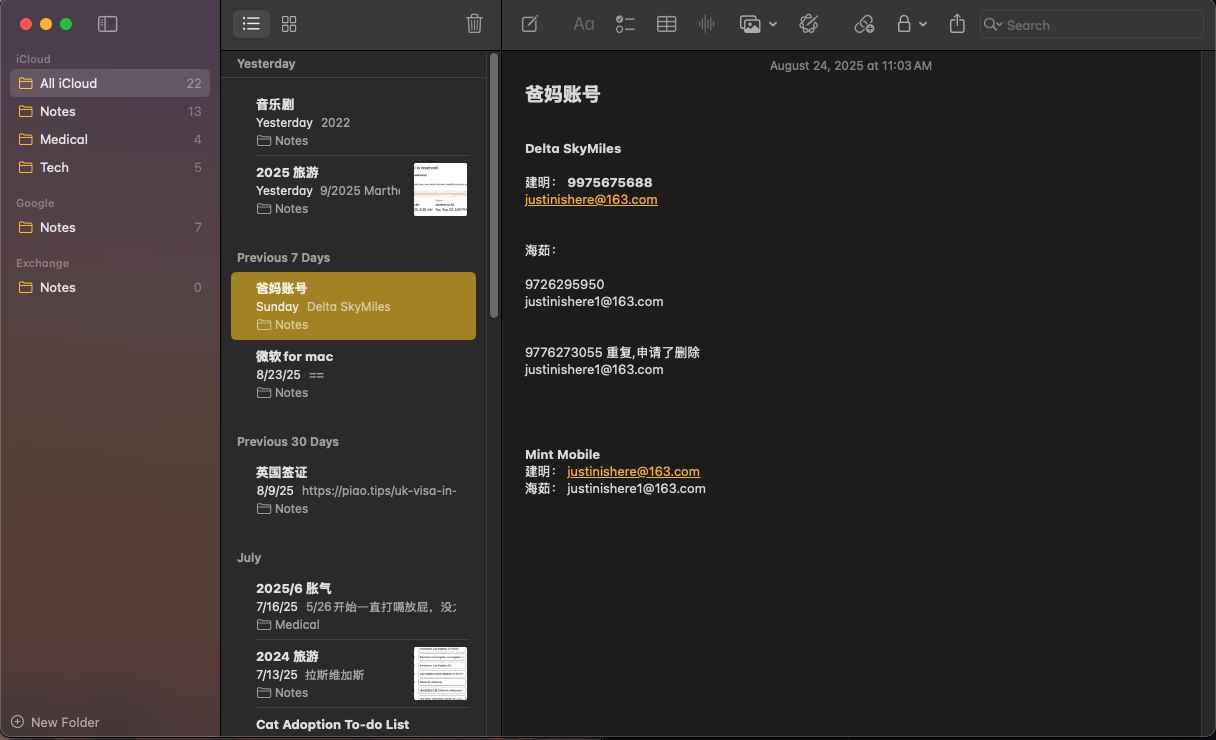 iCloud
All iCloud 22
Notes 13
Medical 4
Tech 5
Google
Notes 7
Exchange
Notes 0
New Folder
Yesterday
音乐剧
Yesterday 2022
Notes
2025 旅游
Yesterday 9/2025 Marth
Notes
Previous 7 Days
爸妈账号
Sunday Delta SkyMiles
Notes
微软 for mac
8/23/25 ==
Notes
Previous 30 Days
英国签证
8/9/25 https://piao.tips/uk-visa-in-
Notes
July
2025/6 胀气
7/16/25 5/26开始一直打嗝放屁，没
Medical
2024 旅游
7/13/25 拉斯维加斯
Notes
Cat Adoption To-do List
Aa
Search
August 24, 2025 at 11:03 AM
爸妈账号
Delta SkyMiles
建明： 9975675688
justinishere@163.com
海茹：
9726295950
justinishere1@163.com
9776273055 重复,申请了删除
justinishere1@163.com
Mint Mobile
建明： justinishere@163.com
海茹： justinishere1@163.com